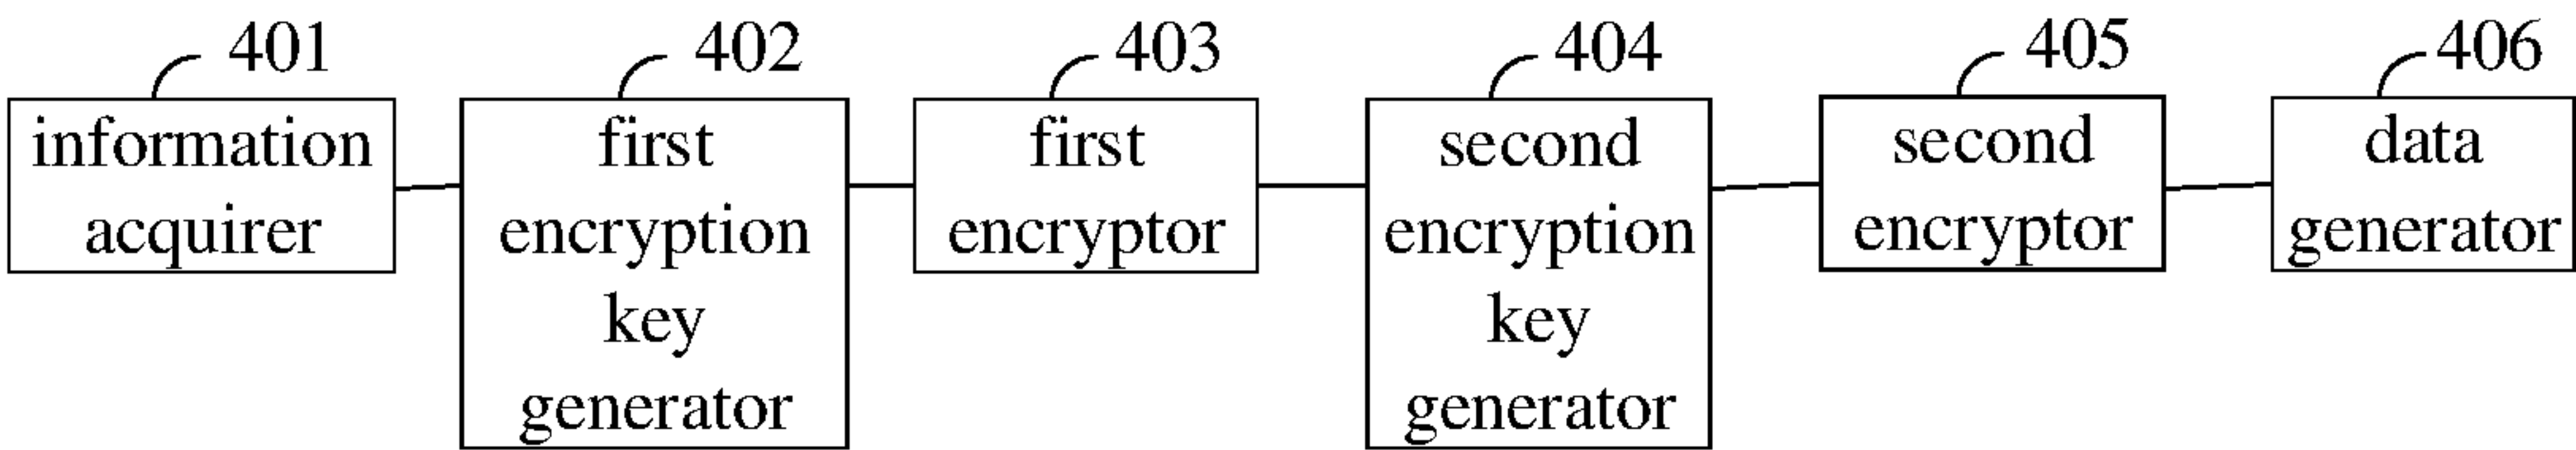 401
information
acquirer
402
first
encryption
key
generator
403
first
encryptor
404
second
encryption
key
generator
405
second
encryptor
406
data
generator